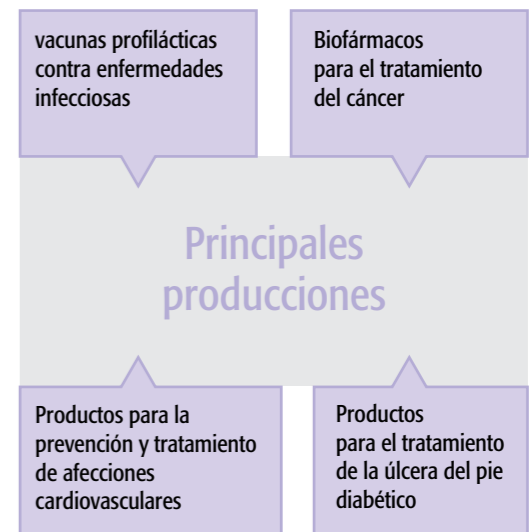 vacunas profilácticas
contra enfermedades
infecciosas
Biofármacos
para el tratamiento
del cáncer
Principales
producciones
Productos para la
prevención y tratamiento
de afecciones
cardiovasculares
Productos
para el tratamiento
de la úlcera del pie
diabético